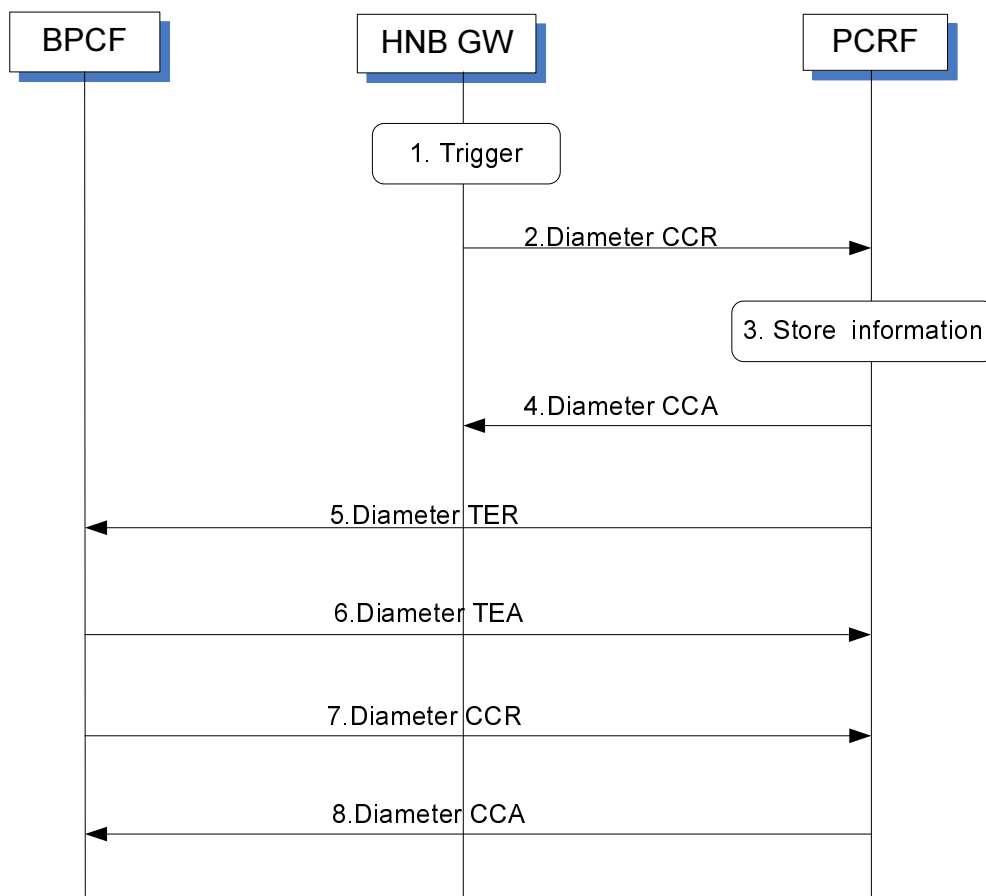 BPCF
HNB GW
PCRF
1. Trigger
2.Diameter CCR
3. Store information
4.Diameter CCA
5.Diameter TER
6.Diameter TEA
7.Diameter CCR
8.Diameter CCA